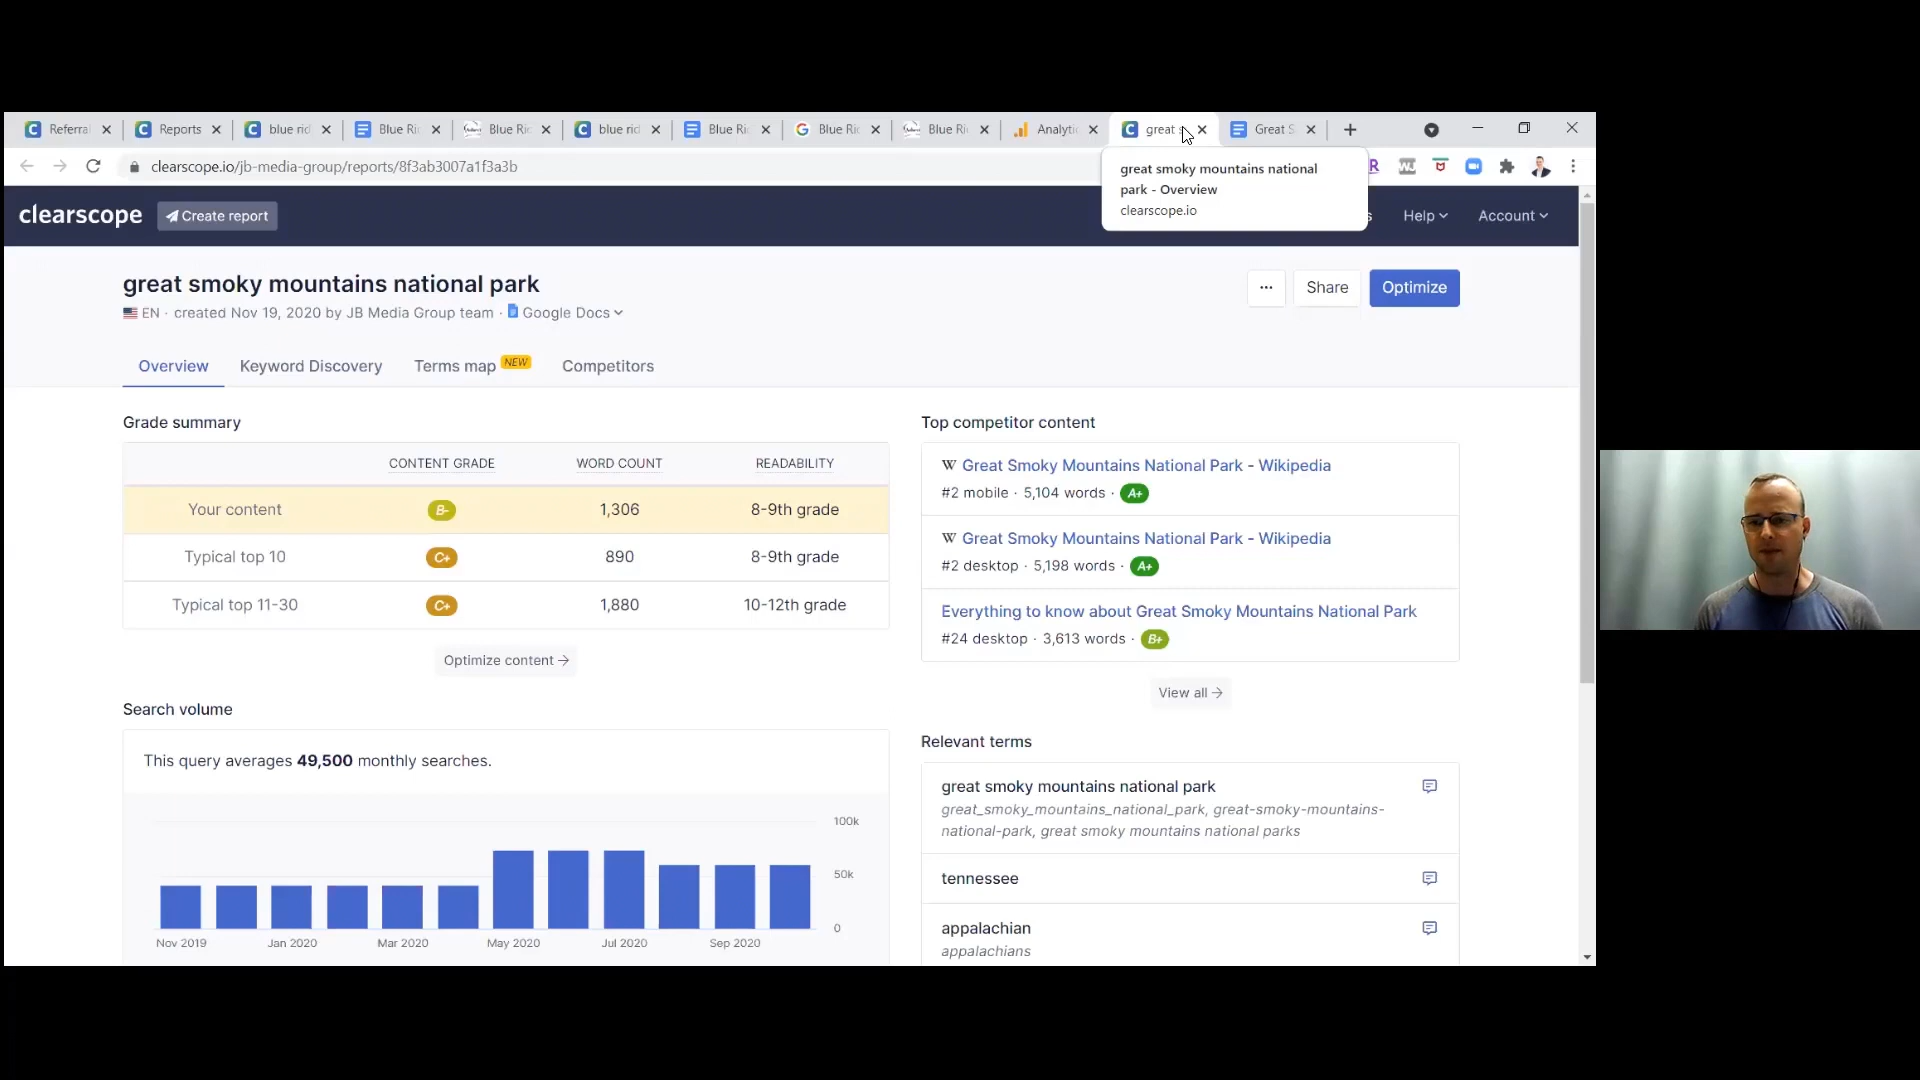 Referral
Reports
blue rid
Blue Ri
Blue Ric
blue rid
Blue Ri
Blue Ric
Blue Ri
Analytic
great s
Great S
clearscope.io/jb-media-group/reports/8f3ab3007a1f3a3b
great smoky mountains national
park - Overview
clearscope.io
clearscope
Create report
Help
Account
great smoky mountains national park
EN · created Nov 19, 2020 by JB Media Group team · Google Docs
... Share Optimize
Overview
Keyword Discovery
Terms map NEW
Competitors
Grade summary
CONTENT GRADE WORD COUNT READABILITY
Your content B- 1,306 8-9th grade
Typical top 10 C+ 890 8-9th grade
Typical top 11-30 C+ 1,880 10-12th grade
Optimize content →
Search volume
This query averages 49,500 monthly searches.
100k
50k
0
Nov 2019 Jan 2020 Mar 2020 May 2020 Jul 2020 Sep 2020
Top competitor content
W Great Smoky Mountains National Park - Wikipedia
#2 mobile · 5,104 words · A+
W Great Smoky Mountains National Park - Wikipedia
#2 desktop · 5,198 words · A+
Everything to know about Great Smoky Mountains National Park
#24 desktop · 3,613 words · B+
View all →
Relevant terms
great smoky mountains national park
great_smoky_mountains_national_park, great-smoky-mountains-
national-park, great smoky mountains national parks
tennessee
appalachian
appalachians